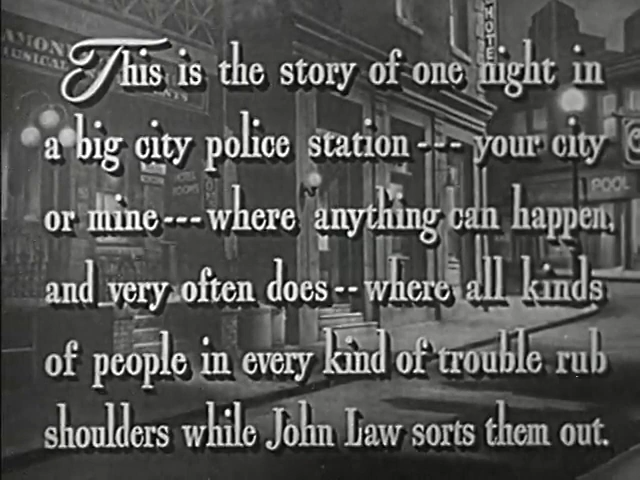 This is the story of one night in
a big city police station --- your city
or mine --- where anything can happen,
and very often does -- where all kinds
of people in every kind of trouble rub
shoulders while John Law sorts them out.
HOTEL
POOL